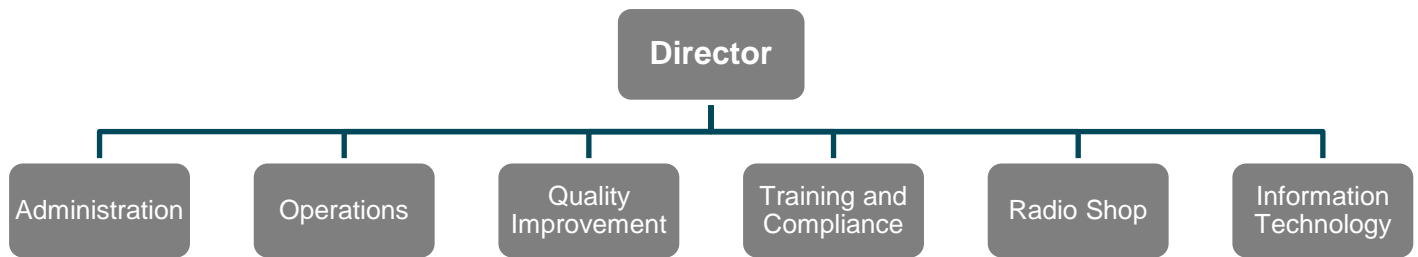 Director
Administration
Operations
Quality
Improvement
Training and
Compliance
Radio Shop
Information
Technology